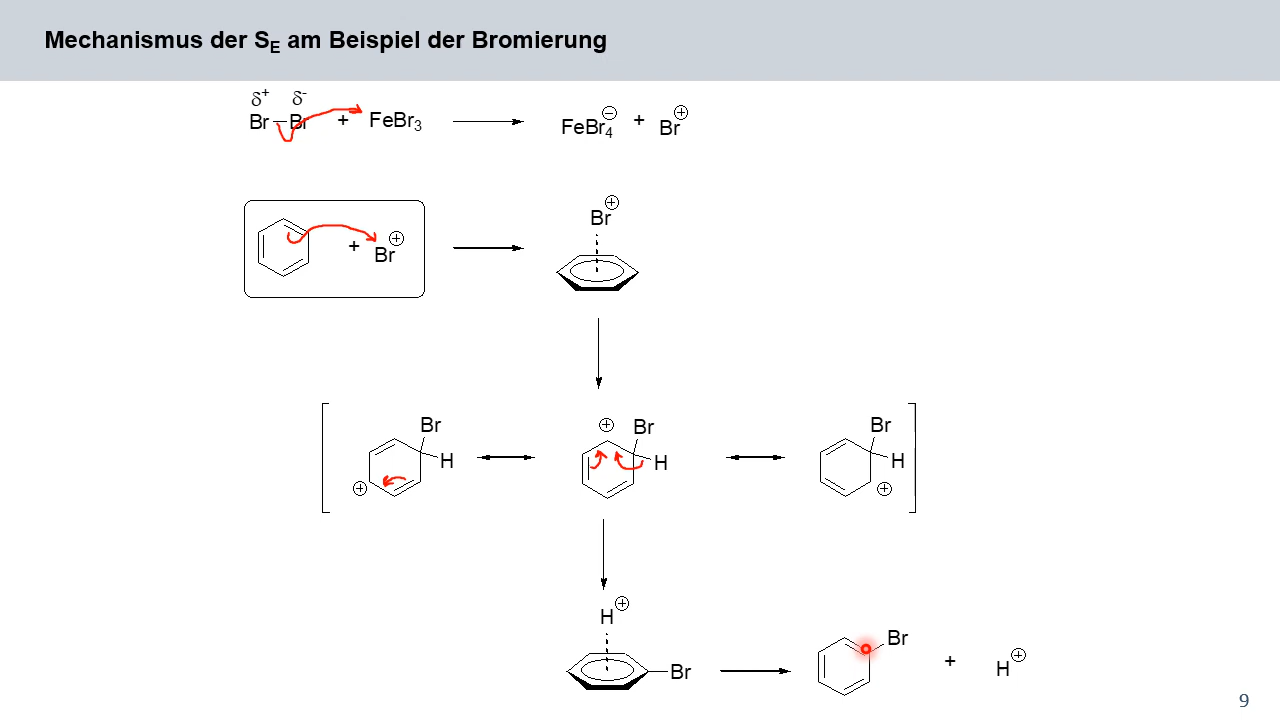 Mechanismus der SE am Beispiel der Bromierung
δ+ δ-
Br Br + FeBr3 FeBr4 ⊖ + Br ⊕
+ Br ⊕ Br ⊕
Br H ⊕ ⊕ Br H Br H ⊕
H ⊕
Br Br + H ⊕
9